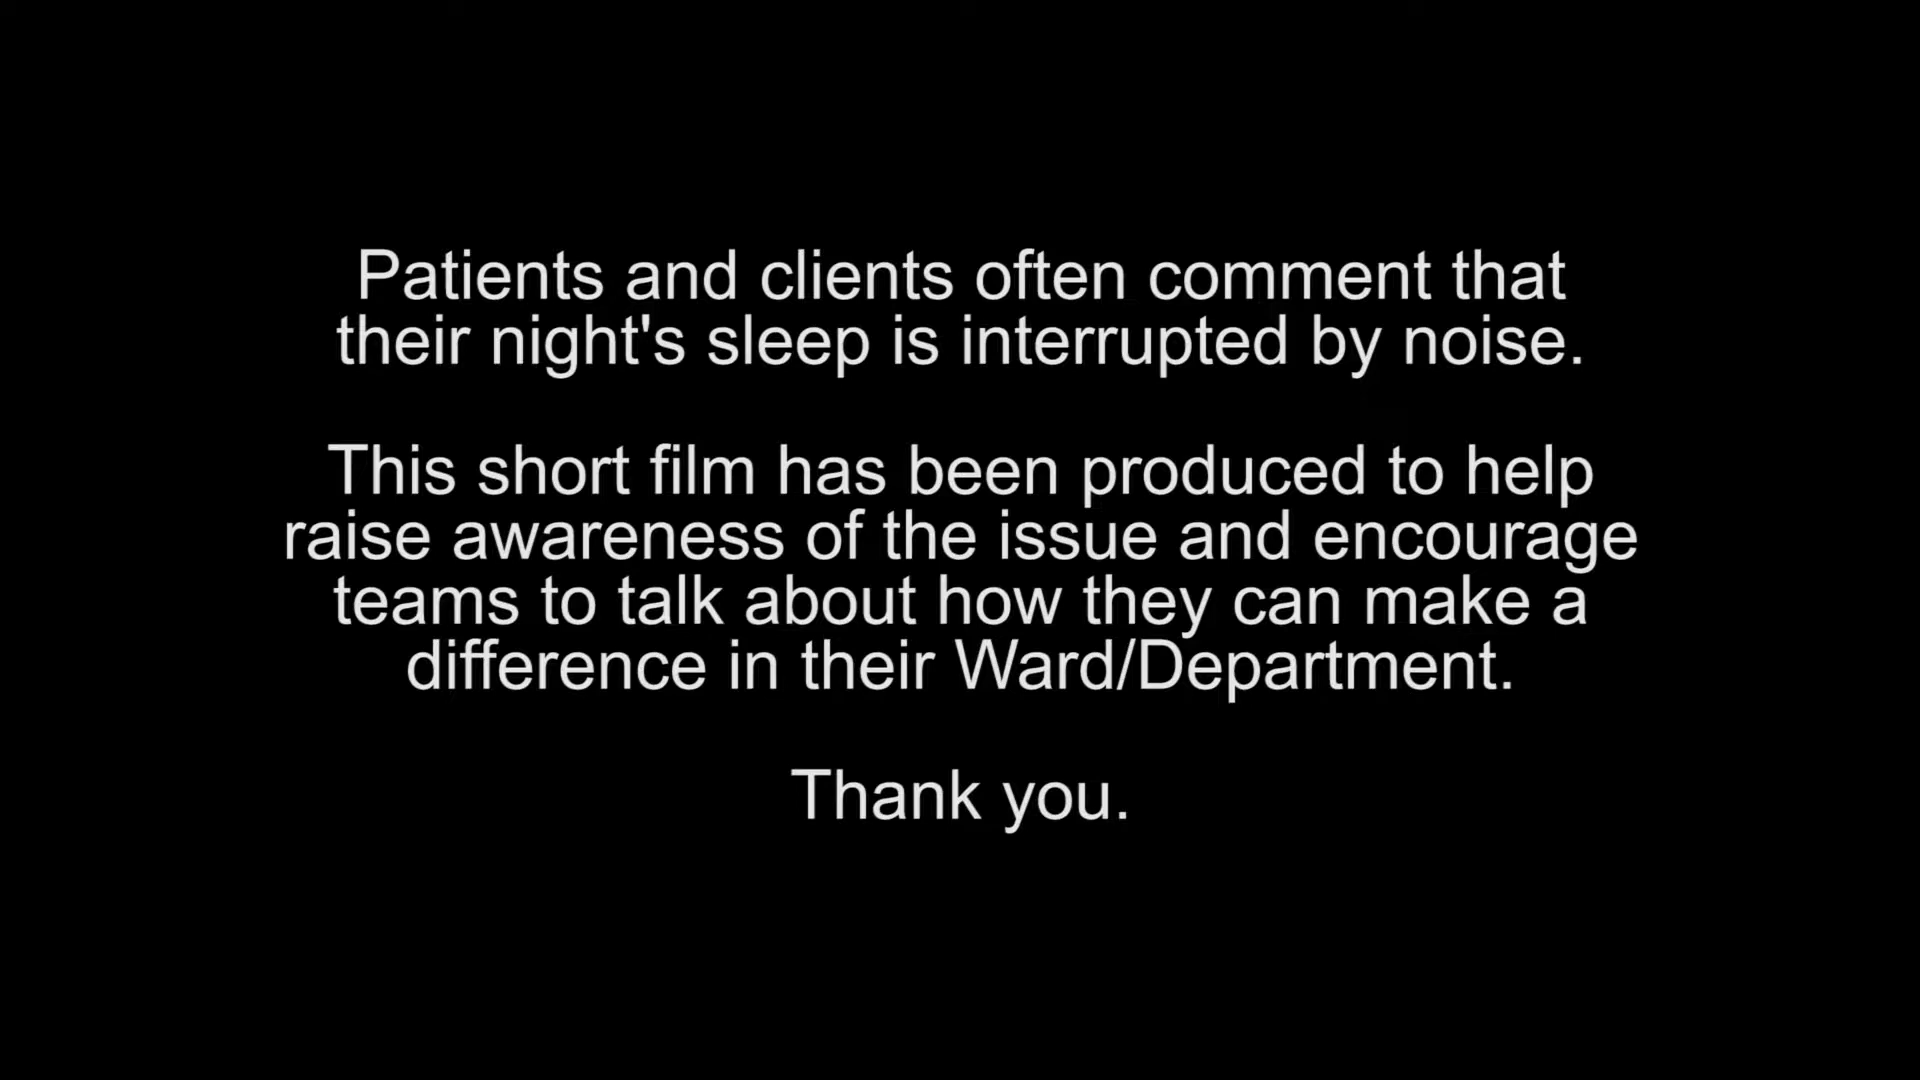 Patients and clients often comment that
their night's sleep is interrupted by noise.
This short film has been produced to help
raise awareness of the issue and encourage
teams to talk about how they can make a
difference in their Ward/Department.
Thank you.